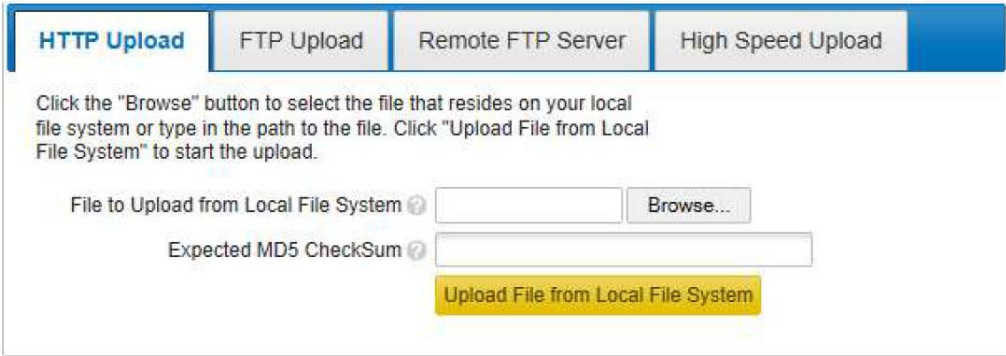 HTTP Upload FTP Upload Remote FTP Server High Speed Upload
Click the "Browse" button to select the file that resides on your local
file system or type in the path to the file. Click "Upload File from Local
File System" to start the upload.
File to Upload from Local File System ? Browse...
Expected MD5 CheckSum ?
Upload File from Local File System